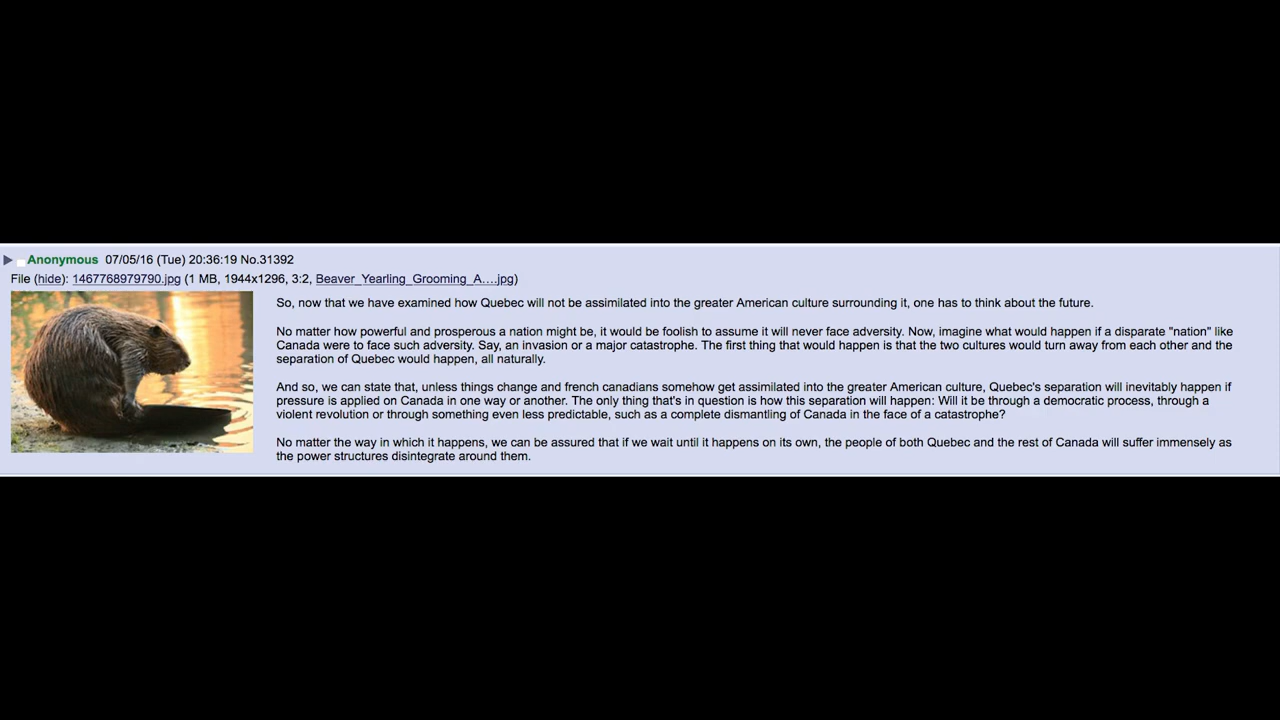 Anonymous 07/05/16 (Tue) 20:36:19 No.31392
File (hide): 1467768979790.jpg (1 MB, 1944x1296, 3:2, Beaver_Yearling_Grooming_A….jpg)
So, now that we have examined how Quebec will not be assimilated into the greater American culture surrounding it, one has to think about the future.
No matter how powerful and prosperous a nation might be, it would be foolish to assume it will never face adversity. Now, imagine what would happen if a disparate "nation" like
Canada were to face such adversity. Say, an invasion or a major catastrophe. The first thing that would happen is that the two cultures would turn away from each other and the
separation of Quebec would happen, all naturally.
And so, we can state that, unless things change and french canadians somehow get assimilated into the greater American culture, Quebec's separation will inevitably happen if
pressure is applied on Canada in one way or another. The only thing that's in question is how this separation will happen: Will it be through a democratic process, through a
violent revolution or through something even less predictable, such as a complete dismantling of Canada in the face of a catastrophe?
No matter the way in which it happens, we can be assured that if we wait until it happens on its own, the people of both Quebec and the rest of Canada will suffer immensely as
the power structures disintegrate around them.